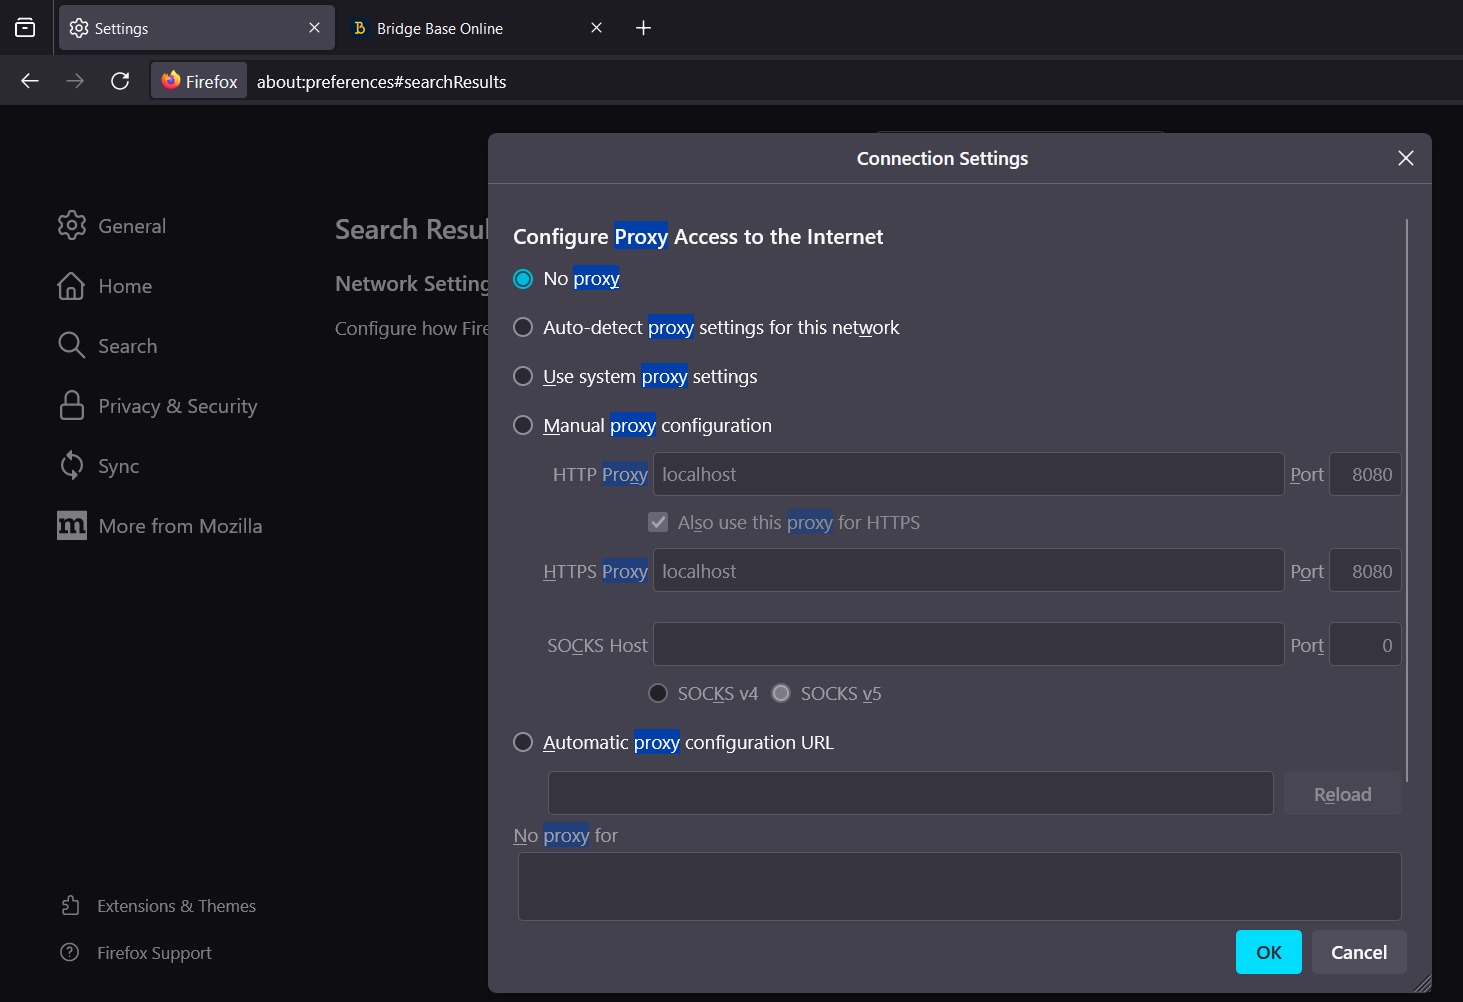 Settings
Bridge Base Online
Firefox
about:preferences#searchResults
General
Home
Search
Privacy & Security
Sync
More from Mozilla
Extensions & Themes
Firefox Support
Search Resul
Network Setting
Configure how Fire
Connection Settings
Configure Proxy Access to the Internet
No proxy
Auto-detect proxy settings for this network
Use system proxy settings
Manual proxy configuration
HTTP Proxy localhost Port 8080
Also use this proxy for HTTPS
HTTPS Proxy localhost Port 8080
SOCKS Host Port 0
SOCKS v4 SOCKS v5
Automatic proxy configuration URL
Reload
No proxy for
OK Cancel